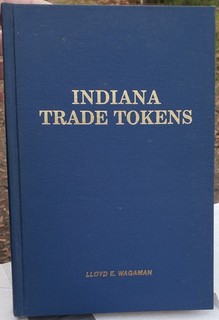 INDIANA
TRADE TOKENS
LLOYD E. WAGAMAN